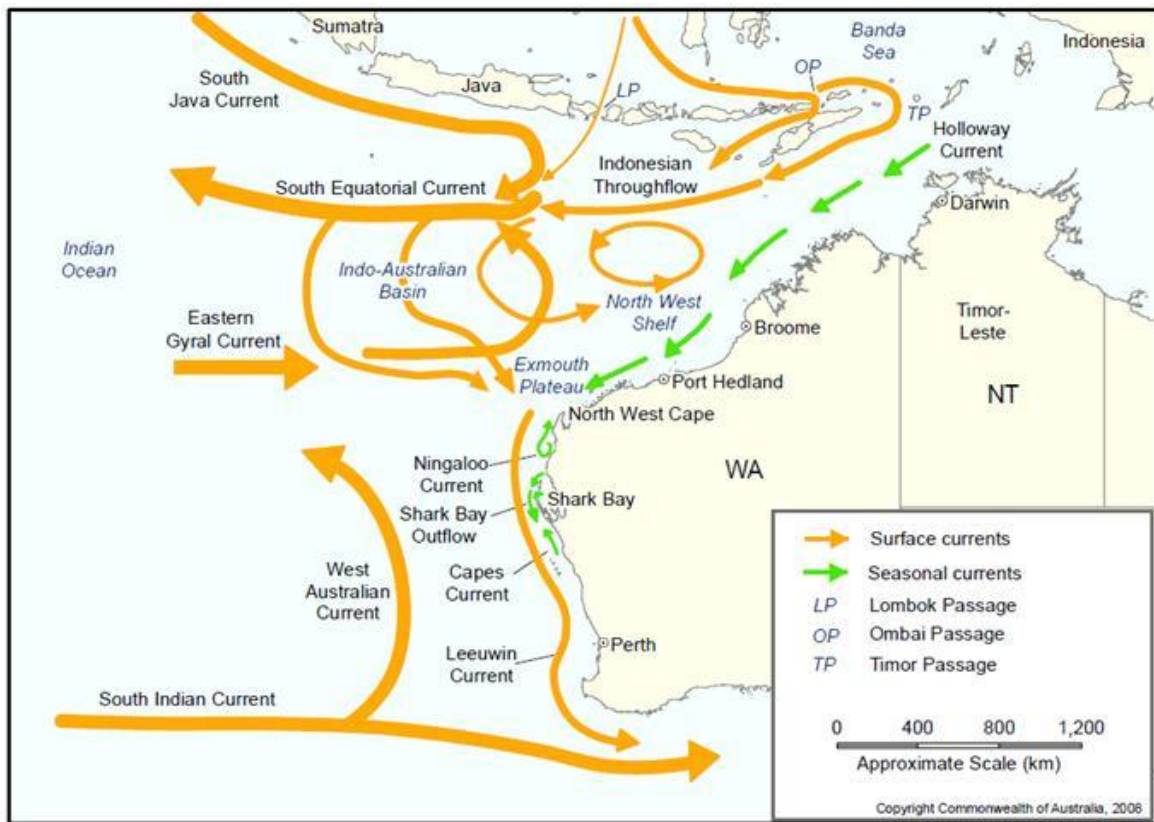 Sumatra
Banda
Sea
Indonesia
South
Java Current
Java
LP
OP
TP
Holloway
Current
Indonesian
Throughflow
South Equatorial Current
Darwin
Indian
Ocean
Indo-Australian
Basin
North West
Shelf
Timor-
Leste
Broome
Eastern
Gyral Current
Exmouth
Plateau
Port Hedland
NT
North West Cape
WA
Ningaloo
Current
Shark Bay
Shark Bay
Outflow
West
Australian
Current
Capes
Current
Perth
Leeuwin
Current
South Indian Current
Surface currents
Seasonal currents
LP Lombok Passage
OP Ombai Passage
TP Timor Passage
0 400 800 1,200
Approximate Scale (km)
Copyright Commonwealth of Australia, 2008